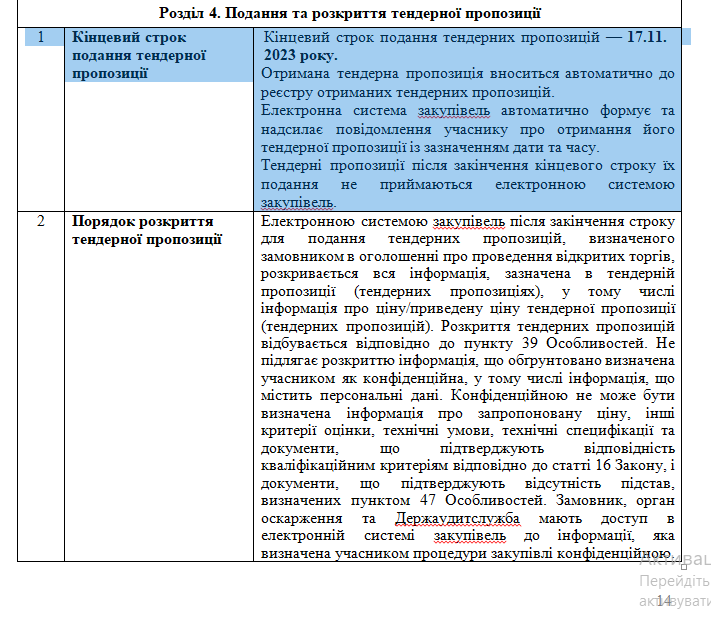 Розділ 4. Подання та розкриття тендерної пропозиції
1
Кінцевий строк
подання тендерної
пропозиції
Кінцевий строк подання тендерних пропозицій — 17.11.
2023 року.
Отримана тендерна пропозиція вноситься автоматично до
реєстру отриманих тендерних пропозицій.
Електронна система закупівель автоматично формує та
надсилає повідомлення учаснику про отримання його
тендерної пропозиції із зазначенням дати та часу.
Тендерні пропозиції після закінчення кінцевого строку їх
подання не приймаються електронною системою
закупівель.
2
Порядок розкриття
тендерної пропозиції
Електронною системою закупівель після закінчення строку
для подання тендерних пропозицій, визначеного
замовником в оголошенні про проведення відкритих торгів,
розкривається вся інформація, зазначена в тендерній
пропозиції (тендерних пропозиціях), у тому числі
інформація про ціну/приведену ціну тендерної пропозиції
(тендерних пропозицій). Розкриття тендерних пропозицій
відбувається відповідно до пункту 39 Особливостей. Не
підлягає розкриттю інформація, що обґрунтовано визначена
учасником як конфіденційна, у тому числі інформація, що
містить персональні дані. Конфіденційною не може бути
визначена інформація про запропоновану ціну, інші
критерії оцінки, технічні умови, технічні специфікації та
документи, що підтверджують відповідність
кваліфікаційним критеріям відповідно до статті 16 Закону, і
документи, що підтверджують відсутність підстав,
визначених пунктом 47 Особливостей. Замовник, орган
оскарження та Держаудитслужба мають доступ в
електронній системі закупівель до інформації, яка
визначена учасником процедури закупівлі конфіденційною.
Активац
Перейдіть
14
активувати